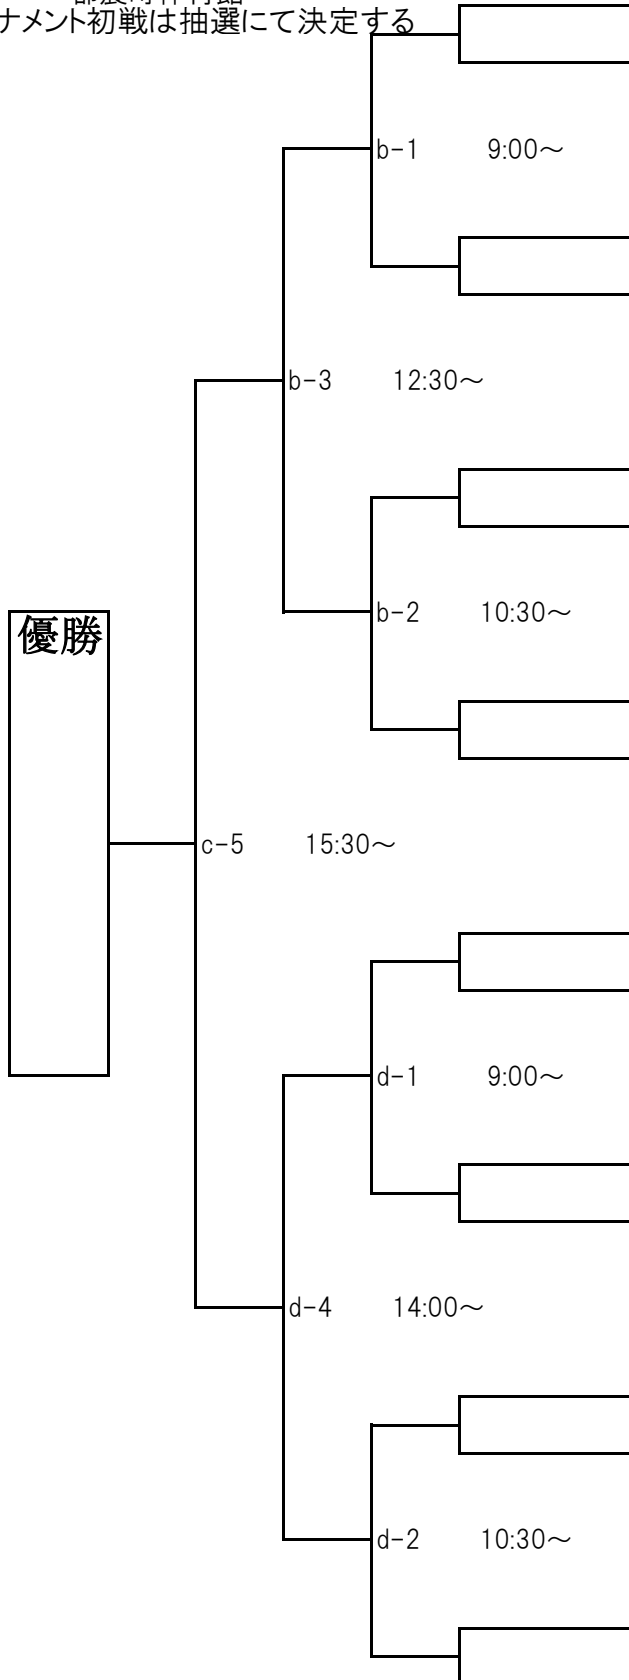 ナメント初戦は抽選にて決定する
b-1 9:00～
b-3 12:30～
b-2 10:30～
優勝
c-5 15:30～
d-1 9:00～
d-4 14:00～
d-2 10:30～